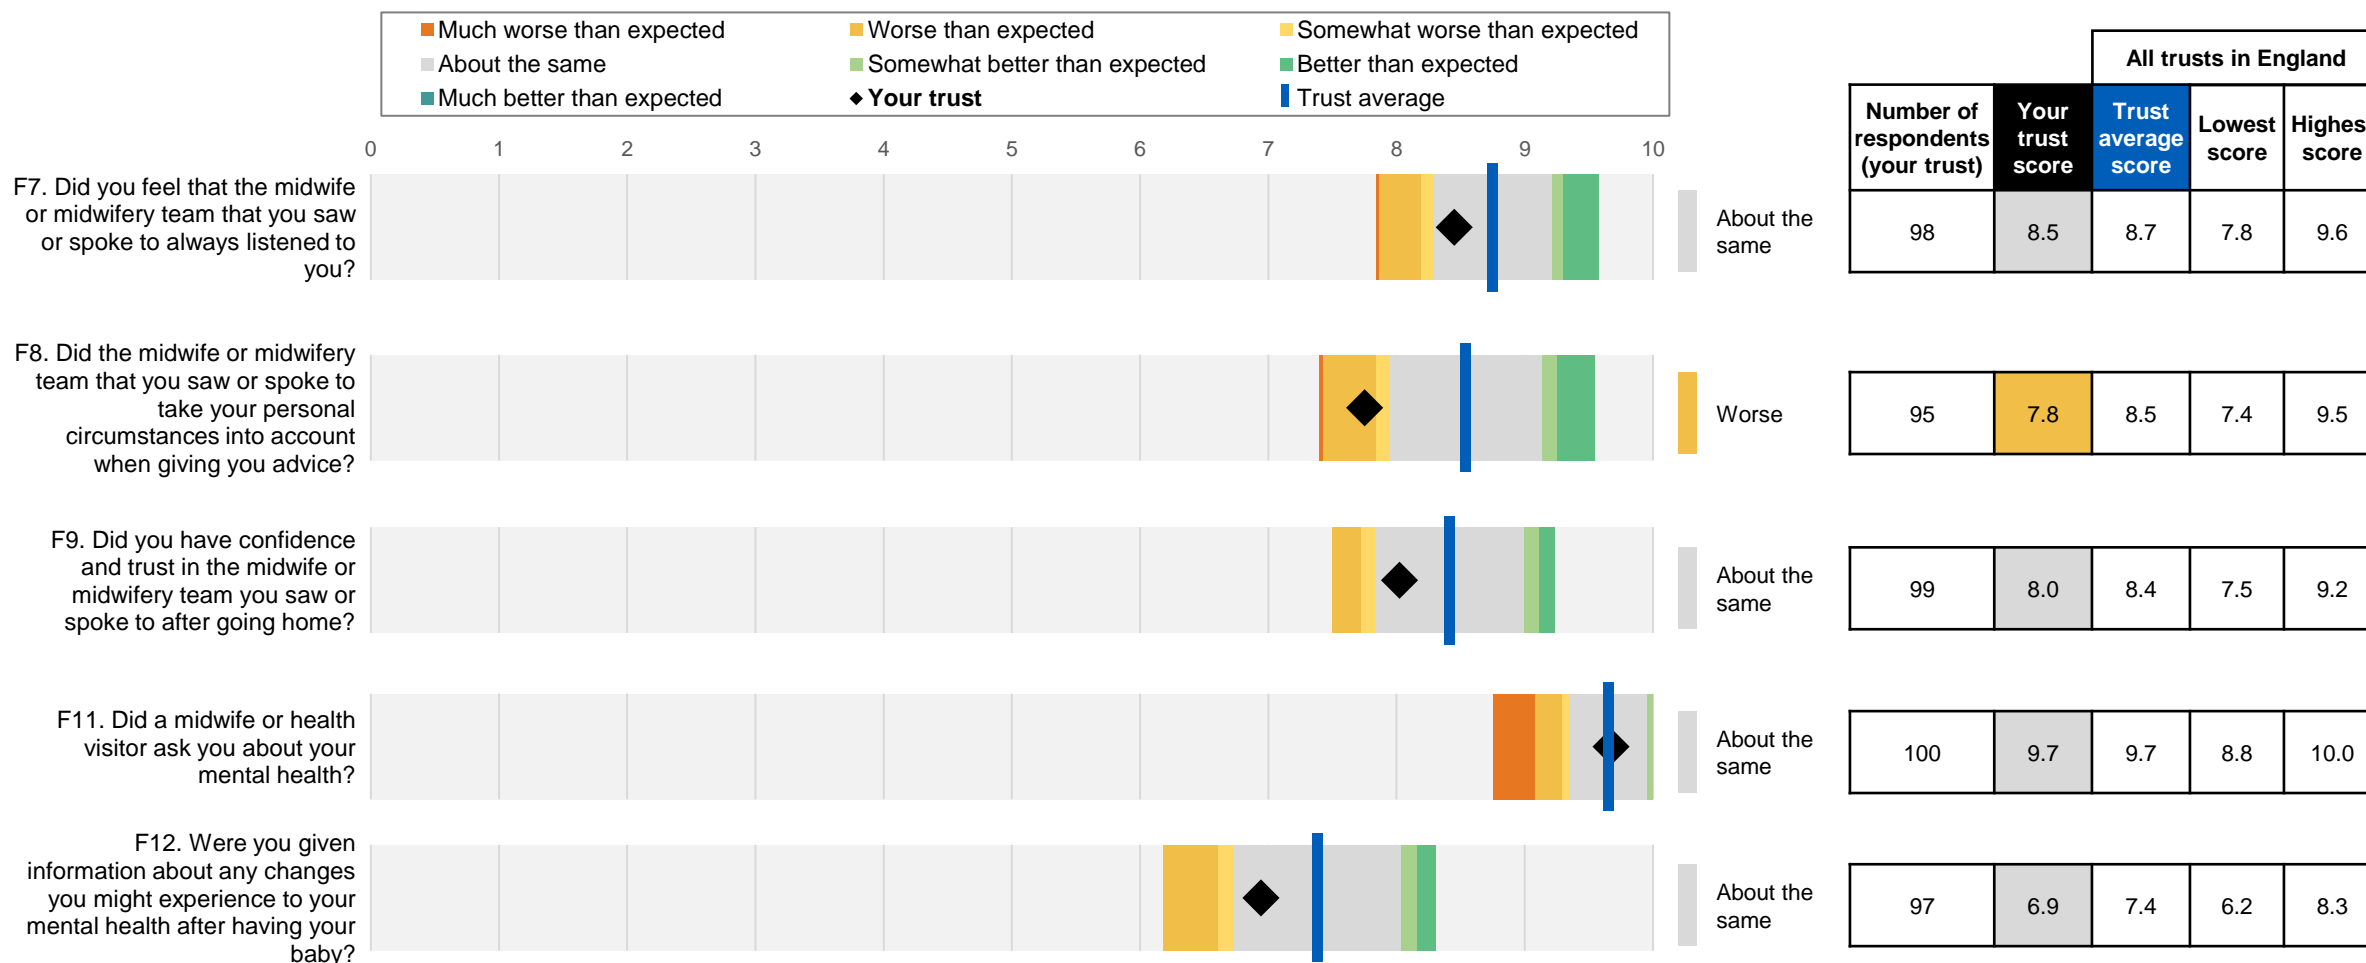 Much worse than expected
Worse than expected
Somewhat worse than expected
About the same
Somewhat better than expected
Better than expected
Much better than expected
Your trust
Trust average
All trusts in England
Number of
respondents
(your trust)
Your
trust
score
Trust
average
score
Lowest
score
Highes
score
0 1 2 3 4 5 6 7 8 9 10
F7. Did you feel that the midwife
or midwifery team that you saw
or spoke to always listened to
you?
About the
same
98 8.5 8.7 7.8 9.6
F8. Did the midwife or midwifery
team that you saw or spoke to
take your personal
circumstances into account
when giving you advice?
Worse
95 7.8 8.5 7.4 9.5
F9. Did you have confidence
and trust in the midwife or
midwifery team you saw or
spoke to after going home?
About the
same
99 8.0 8.4 7.5 9.2
F11. Did a midwife or health
visitor ask you about your
mental health?
About the
same
100 9.7 9.7 8.8 10.0
F12. Were you given
information about any changes
you might experience to your
mental health after having your
baby?
About the
same
97 6.9 7.4 6.2 8.3